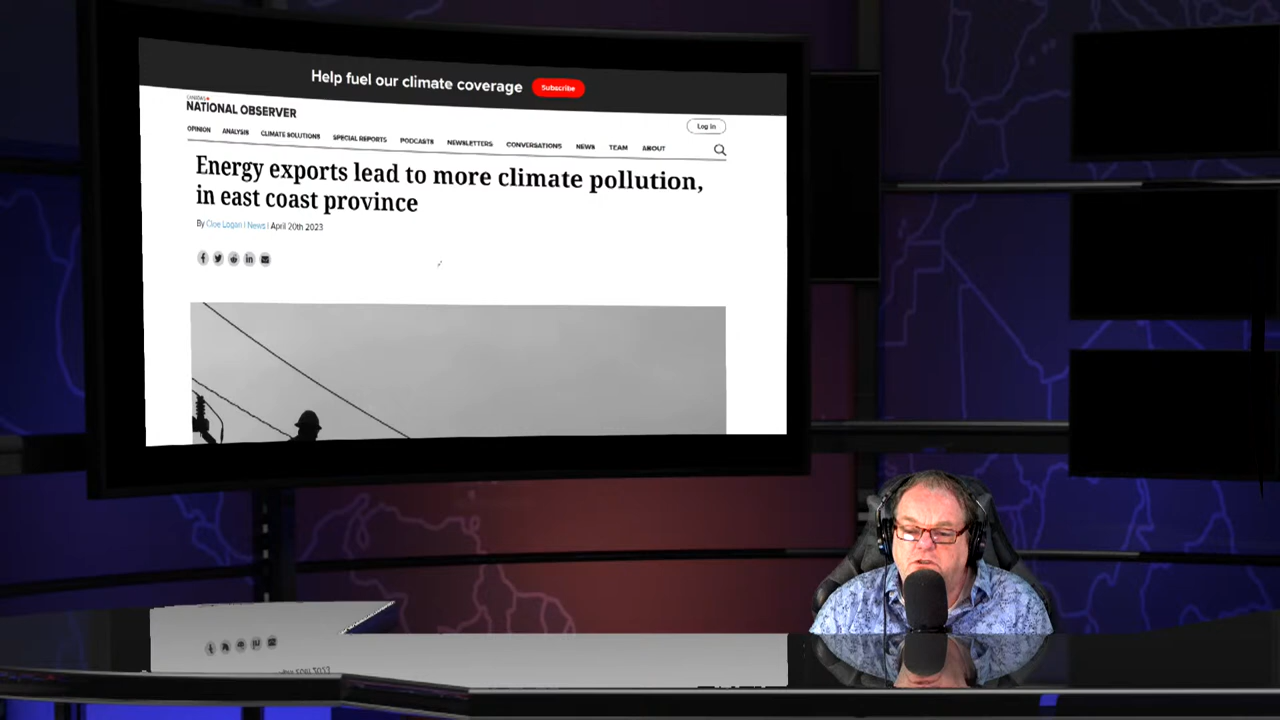 Help fuel our climate coverage
Subscribe
CANADA'S
NATIONAL OBSERVER
Log in
OPINION ANALYSIS CLIMATE SOLUTIONS SPECIAL REPORTS PODCASTS NEWSLETTERS CONVERSATIONS NEWS TEAM ABOUT
Energy exports lead to more climate pollution,
in east coast province
By Cloe Logan | News | April 20th 2023